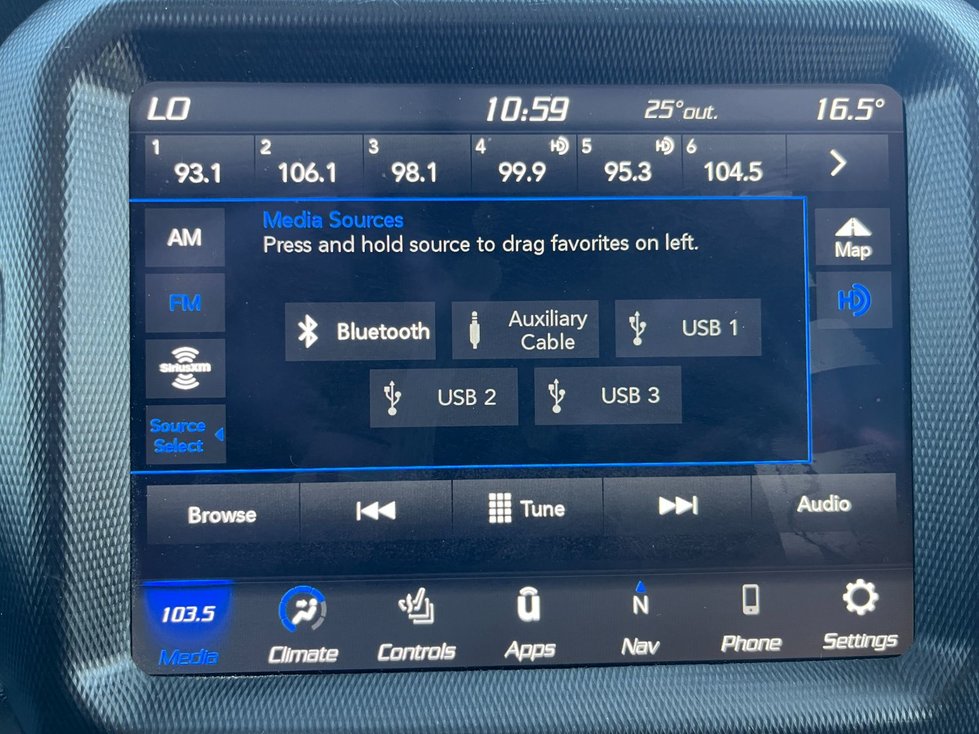 LO 10:59 25°out. 16.5°
1 93.1 2 106.1 3 98.1 4 99.9 HD 5 95.3 HD 6 104.5
AM
FM
SiriusXM
Source
Select
Media Sources
Press and hold source to drag favorites on left.
Bluetooth
Auxiliary
Cable
USB 1
USB 2
USB 3
Map
HD
Browse
Tune
Audio
103.5
Media
Climate
Controls
u
Apps
N
Nav
Phone
Settings